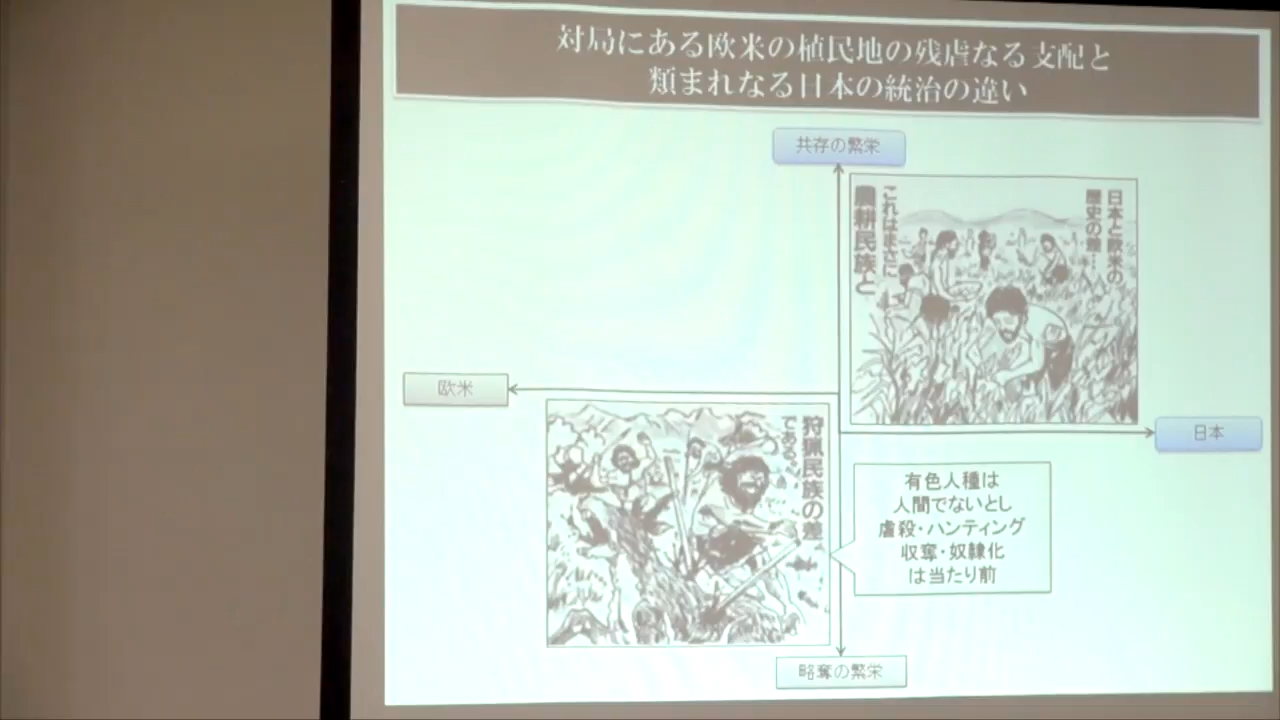 対局にある欧米の植民地の残虐なる支配と
類まれなる日本の統治の違い
共存の繁栄
日本と欧米の
歴史の差…
これはまさに
農耕民族と
欧米
日本
狩猟民族の差
である。
有色人種は
人間でないとし
虐殺・ハンティング
収奪・奴隷化
は当たり前
略奪の繁栄